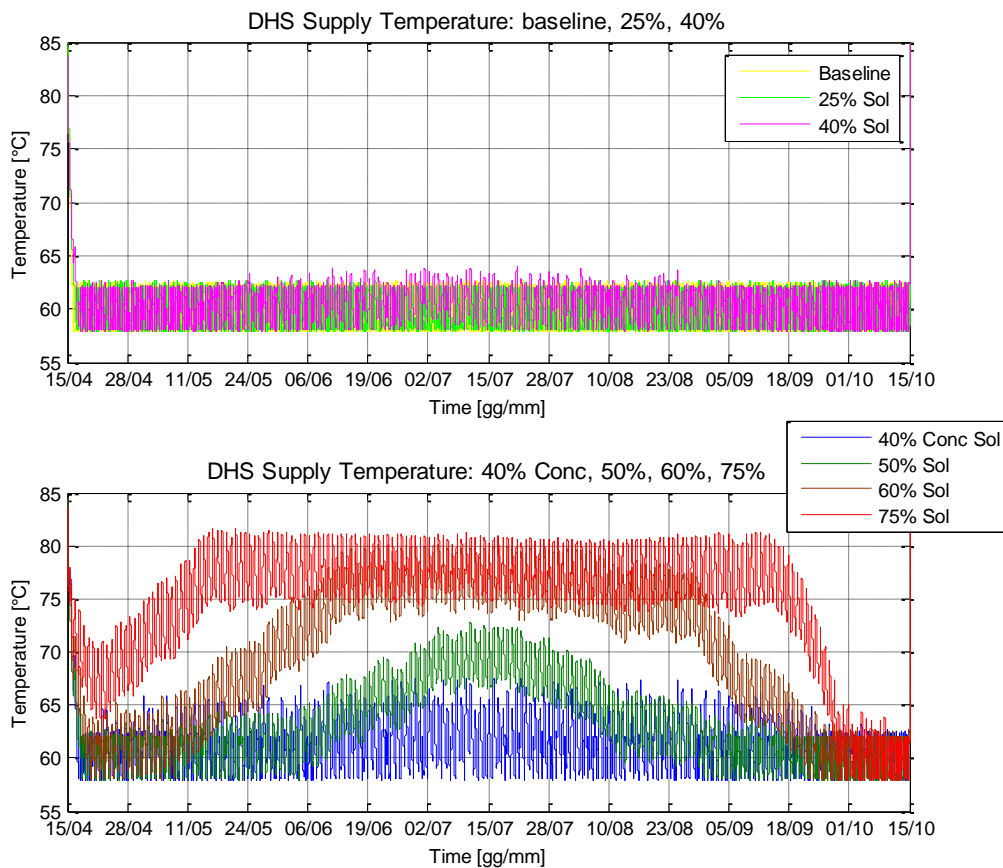 DHS Supply Temperature: baseline, 25%, 40%
85
80
75
70
65
60
55
Temperature [°C]
Baseline
25% Sol
40% Sol
15/04 28/04 11/05 24/05 06/06 19/06 02/07 15/07 28/07 10/08 23/08 05/09 18/09 01/10 15/10
Time [gg/mm]
DHS Supply Temperature: 40% Conc, 50%, 60%, 75%
40% Conc Sol
50% Sol
60% Sol
75% Sol
85
80
75
70
65
60
55
Temperature [°C]
15/04 28/04 11/05 24/05 06/06 19/06 02/07 15/07 28/07 10/08 23/08 05/09 18/09 01/10 15/10
Time [gg/mm]